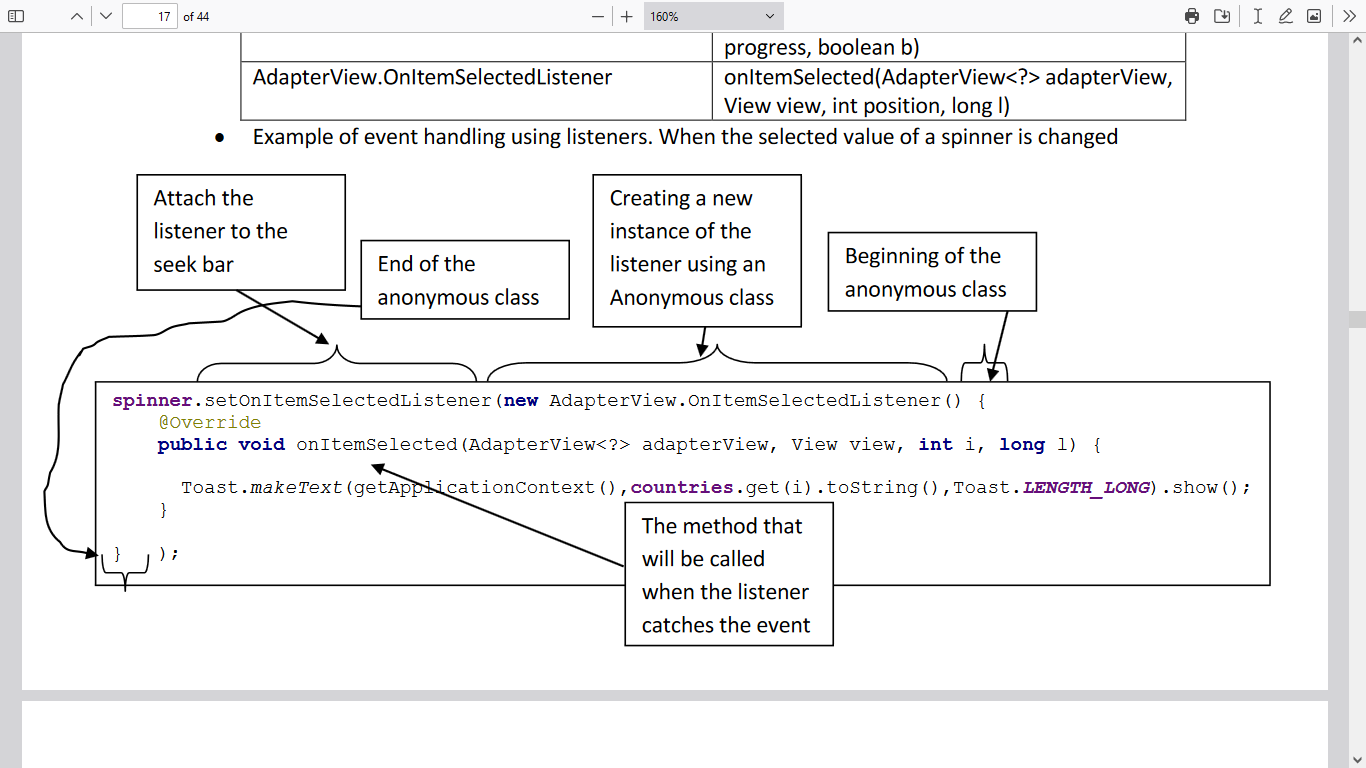 17 of 44
160%
progress, boolean b)
AdapterView.OnItemSelectedListener
onItemSelected(AdapterView<?> adapterView,
View view, int position, long l)
• Example of event handling using listeners. When the selected value of a spinner is changed
Attach the
listener to the
seek bar
End of the
anonymous class
Creating a new
instance of the
listener using an
Anonymous class
Beginning of the
anonymous class
spinner.setOnItemSelectedListener(new AdapterView.OnItemSelectedListener() {
@Override
public void onItemSelected(AdapterView<?> adapterView, View view, int i, long l) {
Toast.makeText(getApplicationContext(),countries.get(i).toString(),Toast.LENGTH_LONG).show();
}
} );
The method that
will be called
when the listener
catches the event